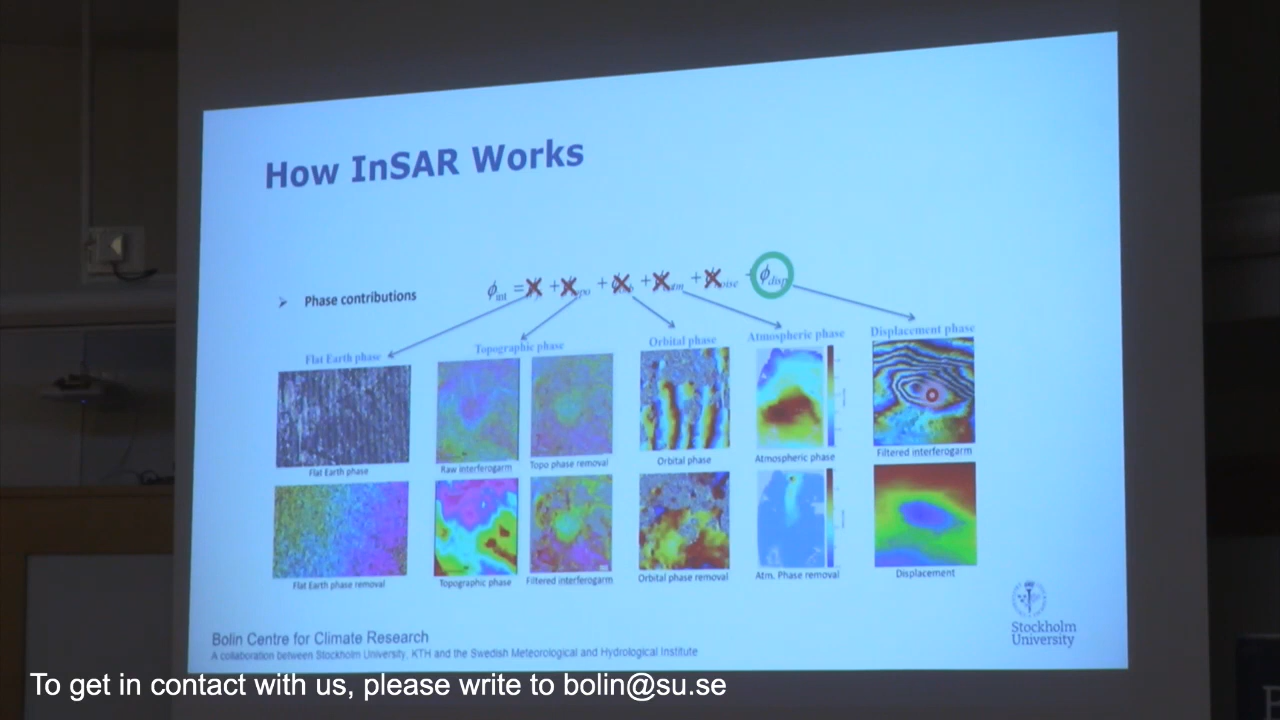 How InSAR Works
➢ Phase contributions
ϕint = + + + + + ϕdisp
Flat Earth phase
Topographic phase
Orbital phase
Atmospheric phase
Displacement phase
Flat Earth phase
Raw interferogarm
Topo phase removal
Orbital phase
Atmospheric phase
Filtered interferogarm
Flat Earth phase removal
Topographic phase
Filtered interferogarm
Orbital phase removal
Atm. Phase removal
Displacement
Bolin Centre for Climate Research
A collaboration between Stockholm University, KTH and the Swedish Meteorological and Hydrological Institute
Stockholm
University
To get in contact with us, please write to bolin@su.se